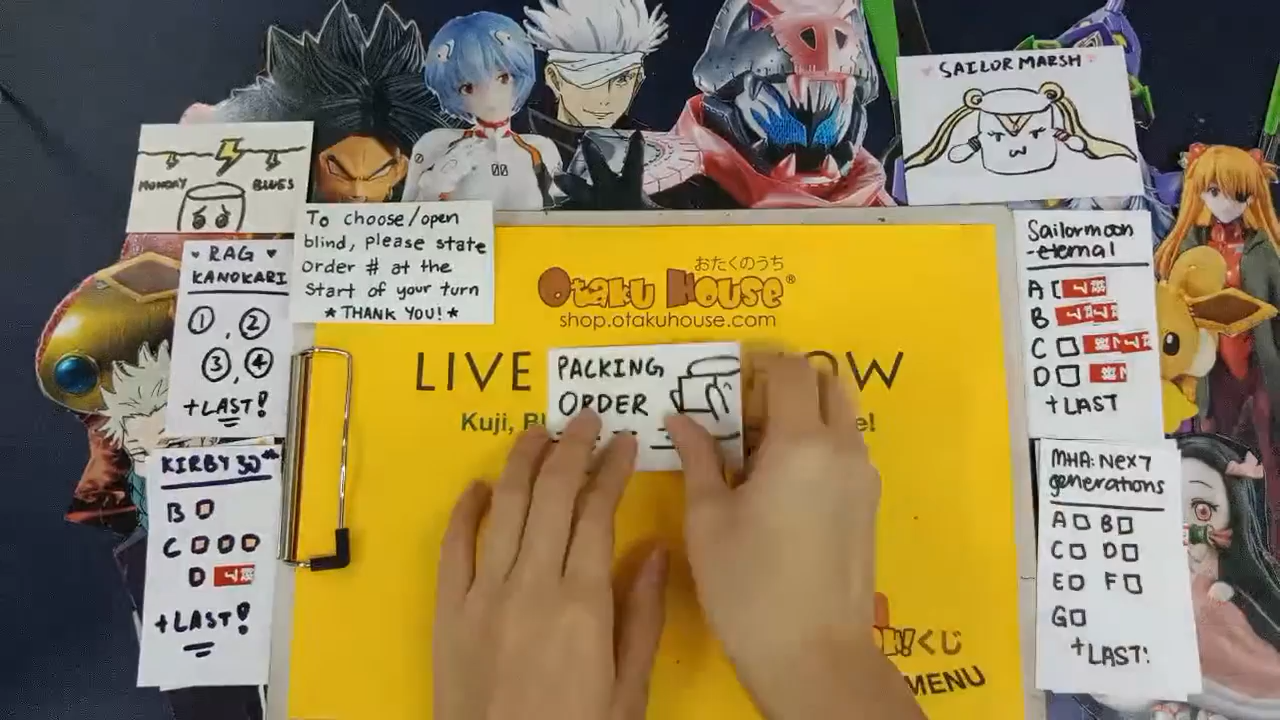 MONDAY BLUES
RAG
KANOKARI
1, 2
3, 4
+LAST!
KIRBY 30th
B
C
D
+LAST!
To choose/open
blind, please state
Order # at the
start of your turn
★THANK YOU!★
00
おたくのうち
Otaku House®
shop.otakuhouse.com
LIVE
Kuji,
PACKING
ORDER
くじ
MENU
SAILOR MARSH
Sailormoon
-eternal
A
B
C
D
+LAST
MHA: Next
generations
A B
C D
E F
G
+LAST!